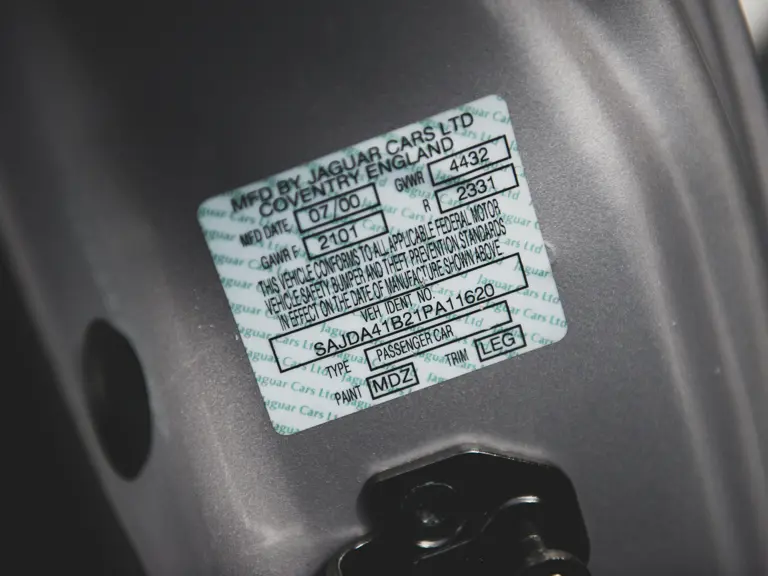 MFD BY JAGUAR CARS LTD
COVENTRY ENGLAND
MFD DATE 07/00 GVWR 4432
GAWR F 2101 R 2331
THIS VEHICLE CONFORMS TO ALL APPLICABLE FEDERAL MOTOR
VEHICLE SAFETY BUMPER AND THEFT PREVENTION STANDARDS
IN EFFECT ON THE DATE OF MANUFACTURE SHOWN ABOVE
VEH IDENT NO.
SAJDA41B21PA11620
TYPE PASSENGER CAR
PAINT MDZ TRIM LEG